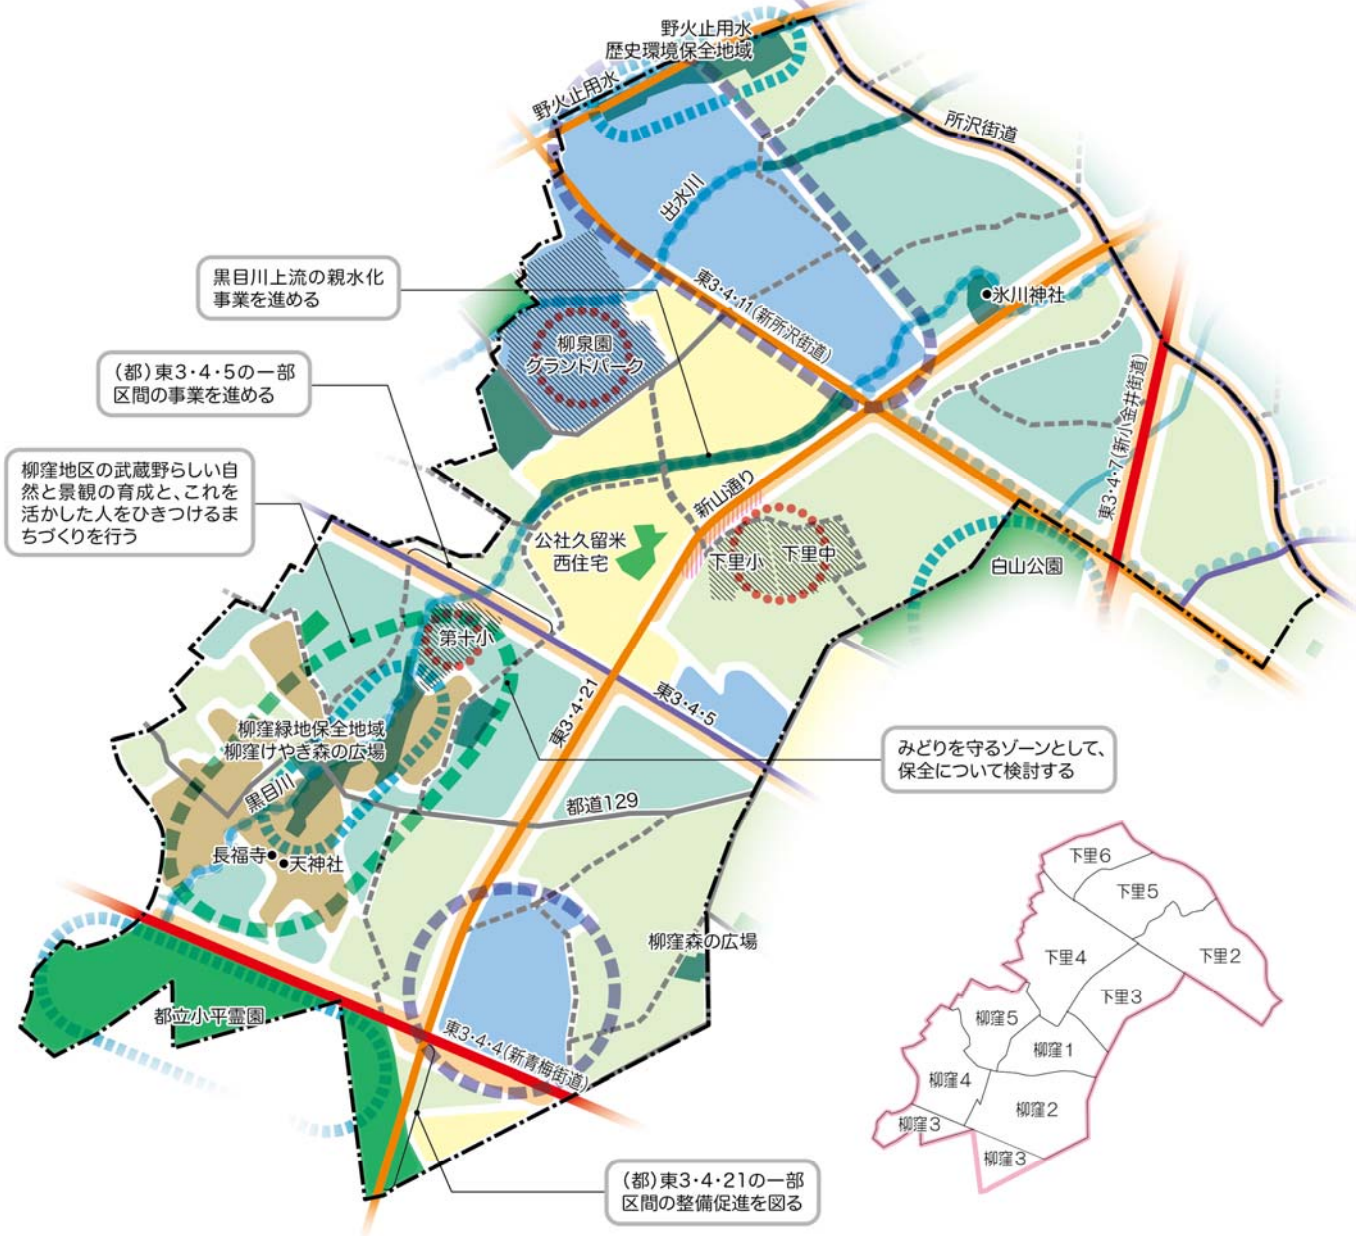 野火止用水
歴史環境保全地域
野火止用水
所沢街道
出水川
黒目川上流の親水化
事業を進める
東3・4・11(新所沢街道)
氷川神社
柳泉園
グランドパーク
(都)東3・4・5の一部
区間の事業を進める
東3・4・7(新小金井街道)
柳窪地区の武蔵野らしい自
然と景観の育成と、これを
活かした人をひきつけるま
ちづくりを行う
新山通り
公社久留米
西住宅
下里小
下里中
白山公園
第十小
東3・4・21
東3・4・5
柳窪緑地保全地域
柳窪けやき森の広場
みどりを守るゾーンとして、
保全について検討する
黒目川
都道129
長福寺
天神社
柳窪森の広場
都立小平霊園
東3・4・4(新青梅街道)
(都)東3・4・21の一部
区間の整備促進を図る
下里6
下里5
下里4
下里2
下里3
柳窪5
柳窪1
柳窪4
柳窪2
柳窪3
柳窪3